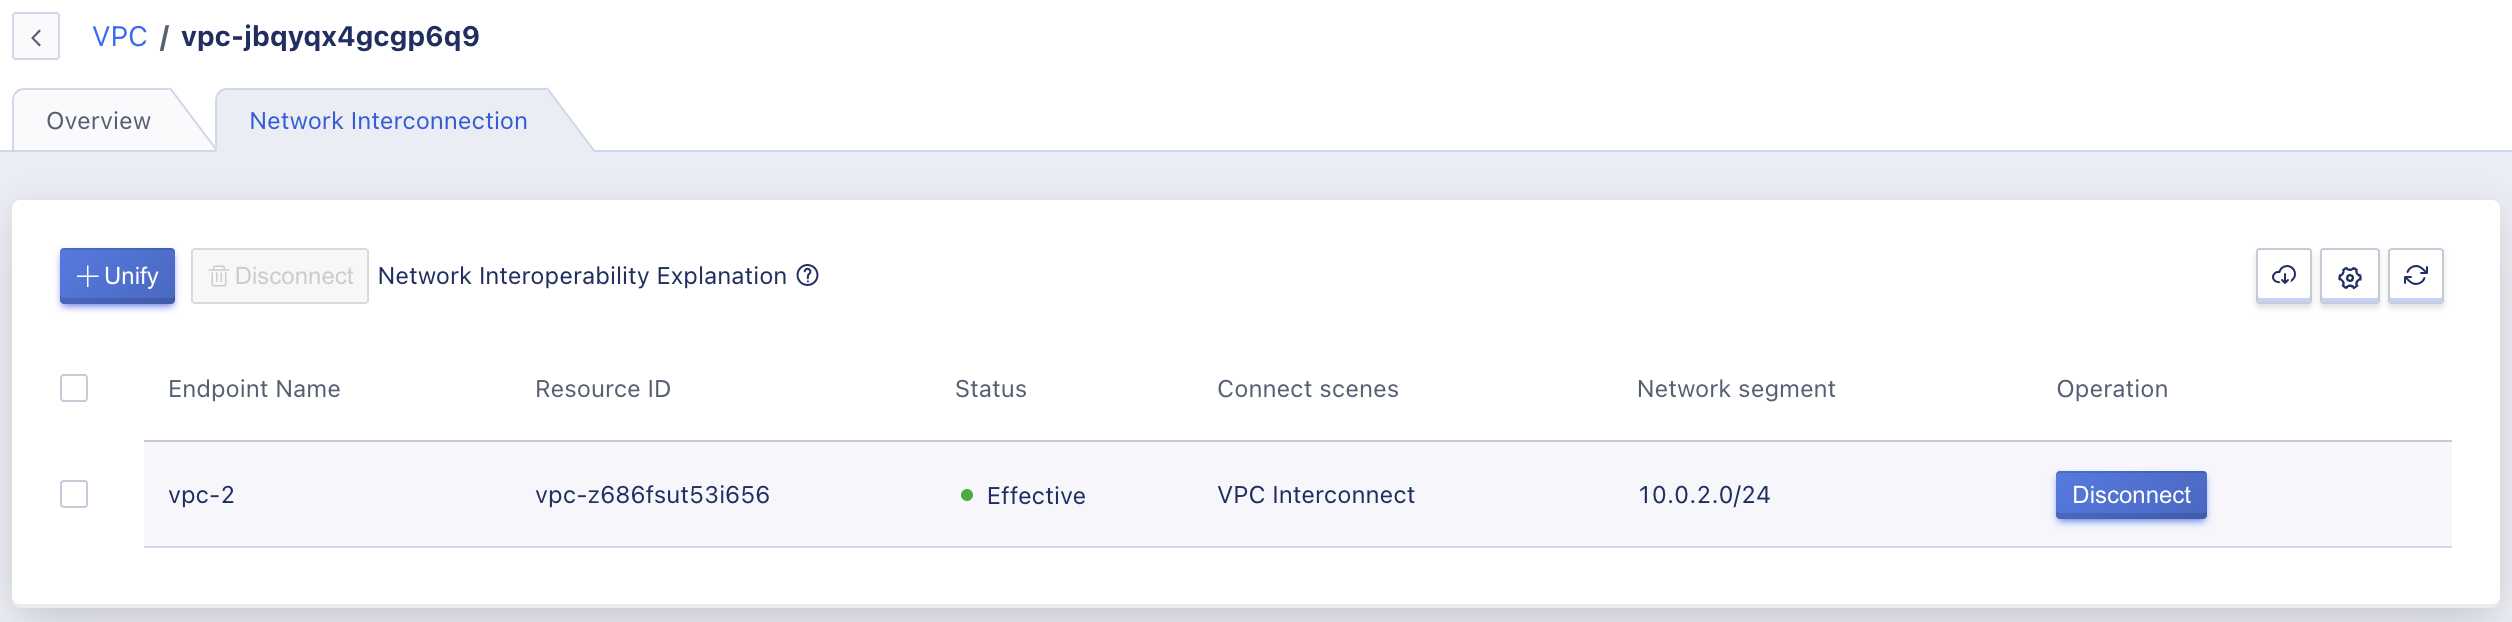 VPC / vpc-jbqyqx4gcgp6q9
Overview Network Interconnection
Unify Disconnect Network Interoperability Explanation
Endpoint Name Resource ID Status Connect scenes Network segment Operation
vpc-2 vpc-z686fsut53i656 Effective VPC Interconnect 10.0.2.0/24 Disconnect